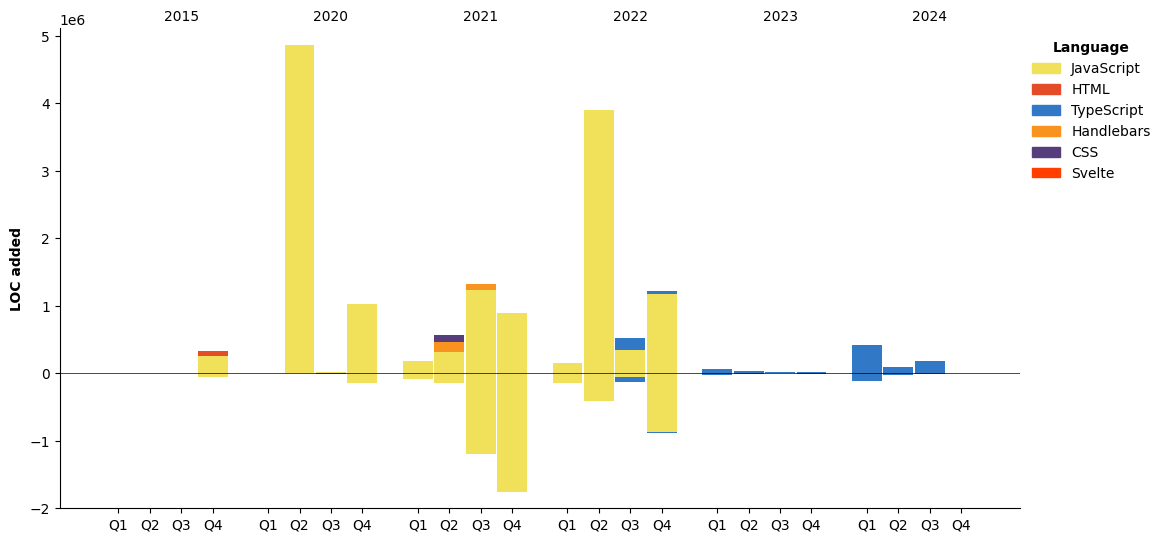 1e6
2015 2020 2021 2022 2023 2024
Language
JavaScript
HTML
TypeScript
Handlebars
CSS
Svelte
LOC added
5
4
3
2
1
0
−1
−2
Q1 Q2 Q3 Q4 Q1 Q2 Q3 Q4 Q1 Q2 Q3 Q4 Q1 Q2 Q3 Q4 Q1 Q2 Q3 Q4 Q1 Q2 Q3 Q4